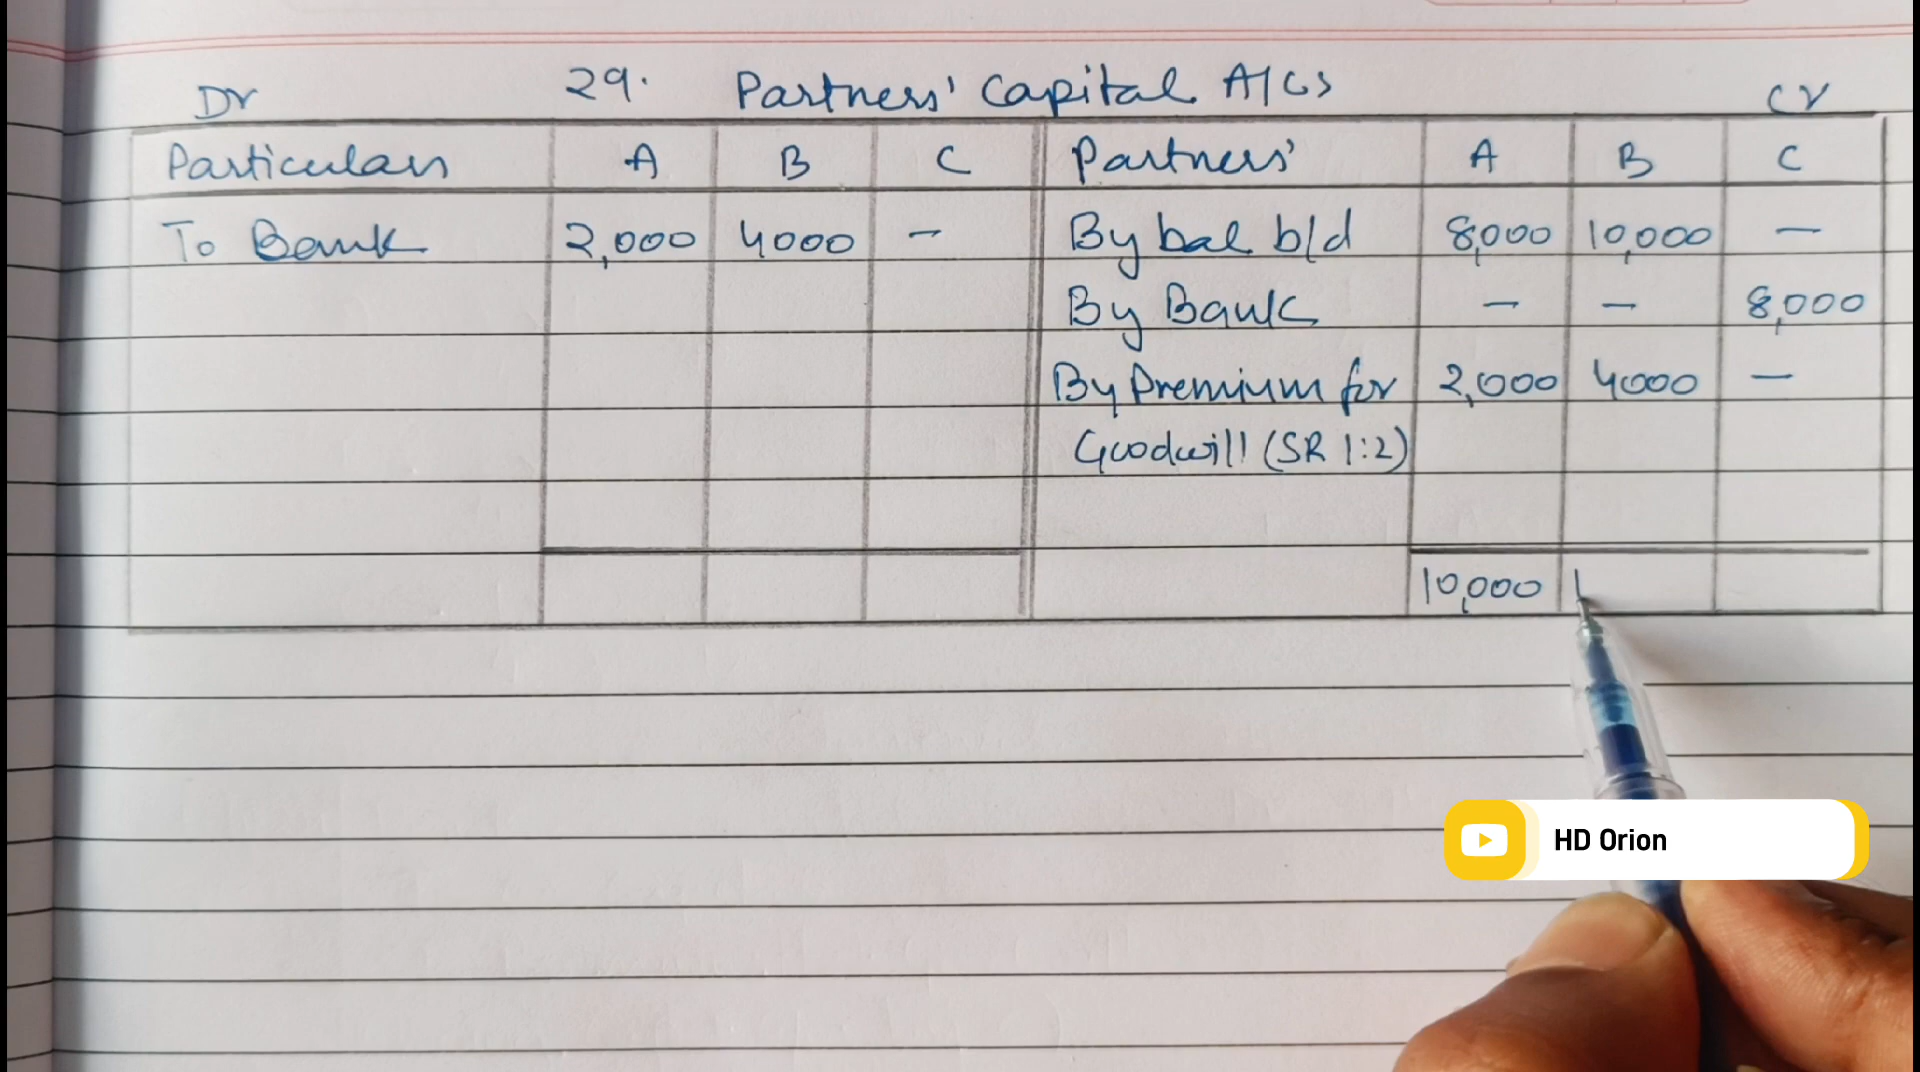 Dr 29. Partners' Capital A/Cs Cr
Particulars A B C Partners' A B C
To Bank 2,000 4000 – By bal b/d 8,000 10,000 –
By Bank – – 8,000
By Premium for 2,000 4000 –
Goodwill (SR 1:2)
10,000 1
HD Orion